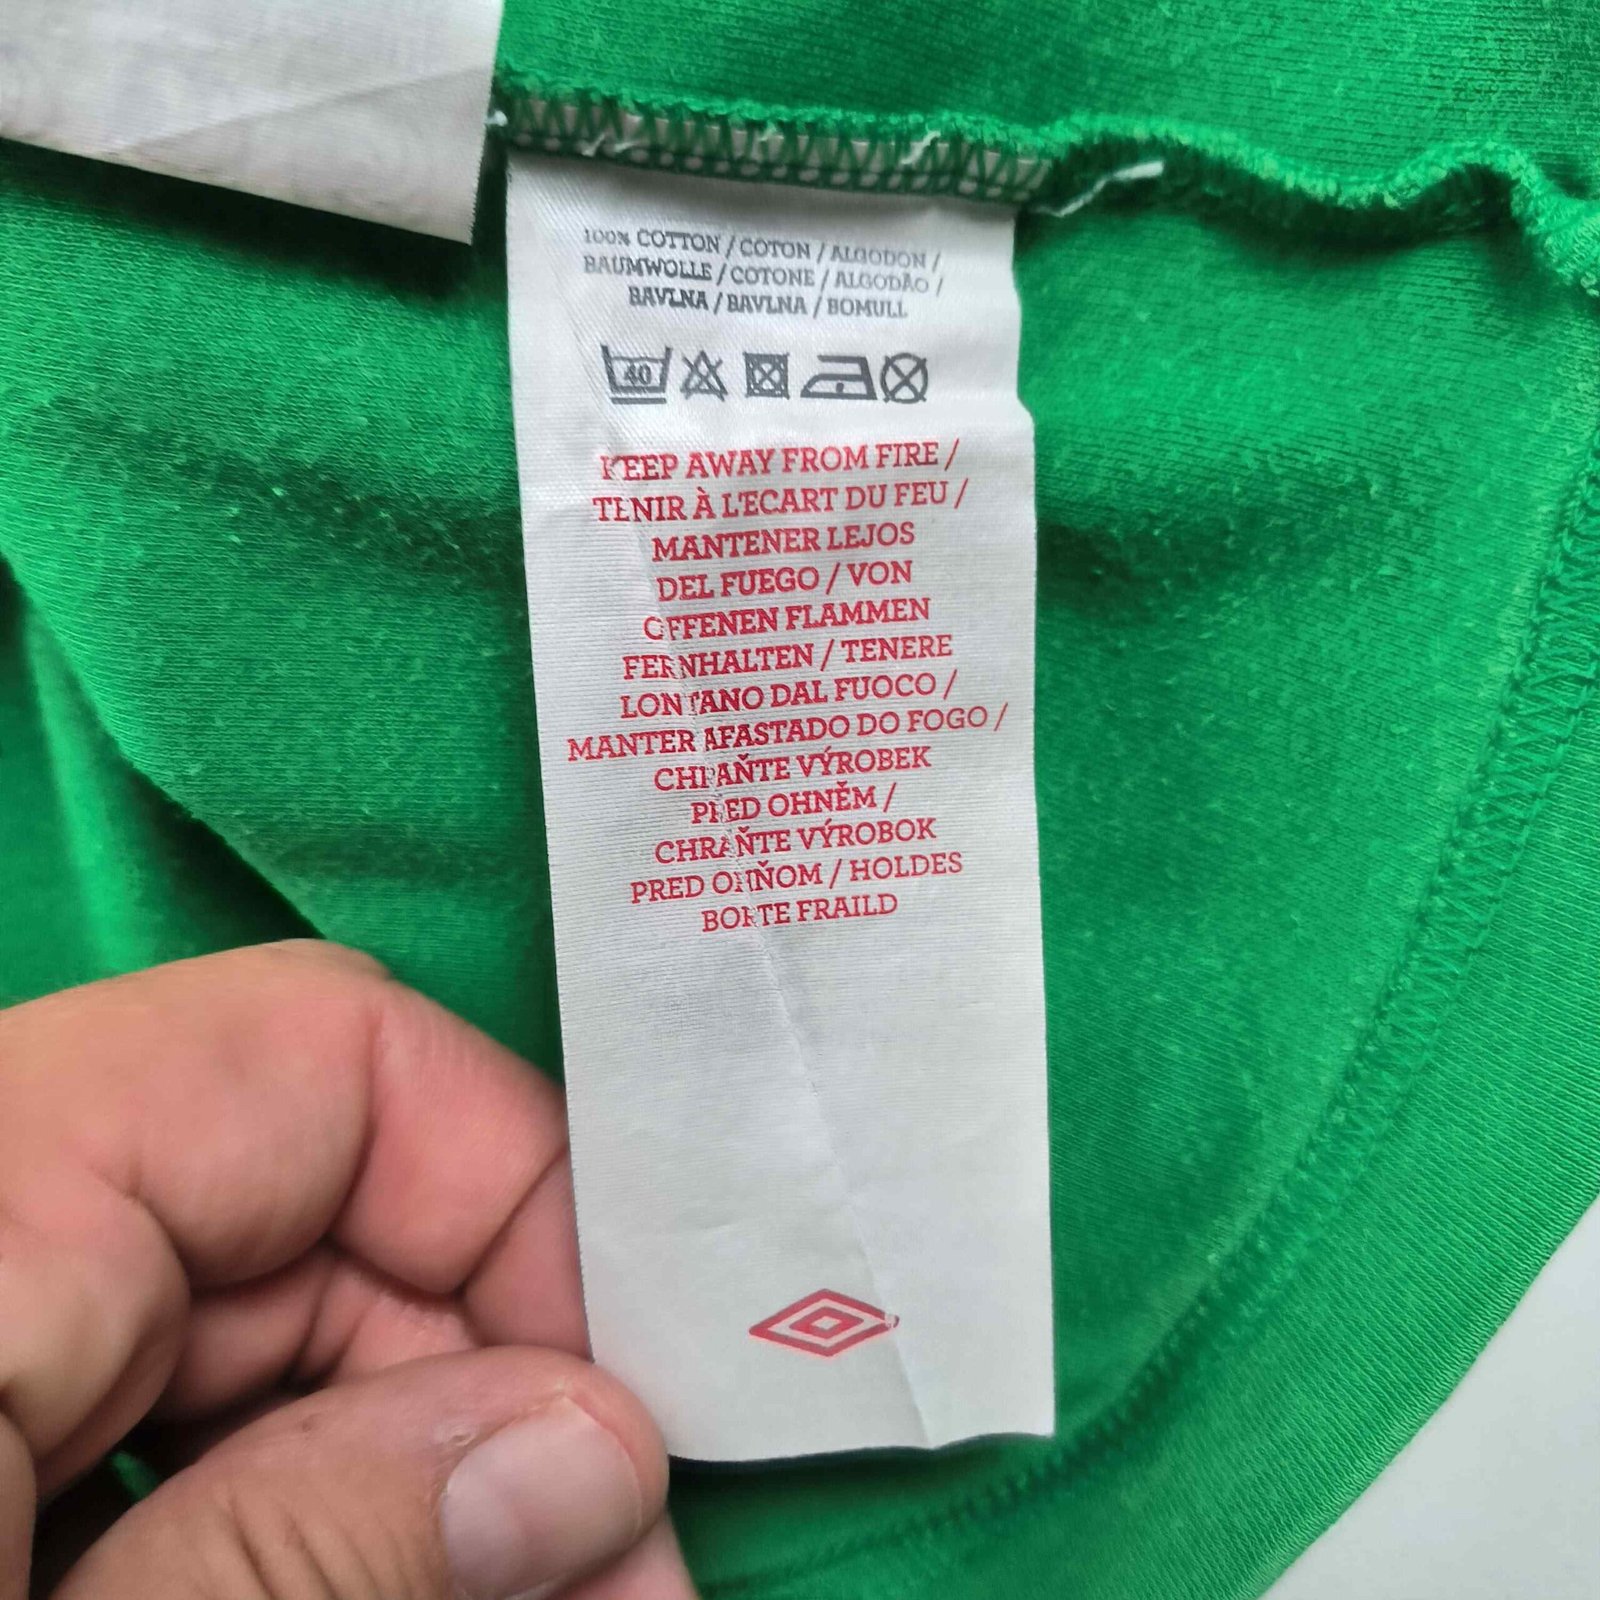 100% COTTON / COTON / ALGODON /
BAUMWOLLE / COTONE / ALGODÃO /
BAVLNA / BAVLNA / BOMULL
40
KEEP AWAY FROM FIRE /
TENIR À L'ECART DU FEU /
MANTENER LEJOS
DEL FUEGO / VON
OFFENEN FLAMMEN
FERNHALTEN / TENERE
LONTANO DAL FUOCO /
MANTER AFASTADO DO FOGO /
CHRAŇTE VÝROBEK
PŘED OHNĚM /
CHRAŇTE VÝROBOK
PRED OHŇOM / HOLDES
BORTE FRAILD